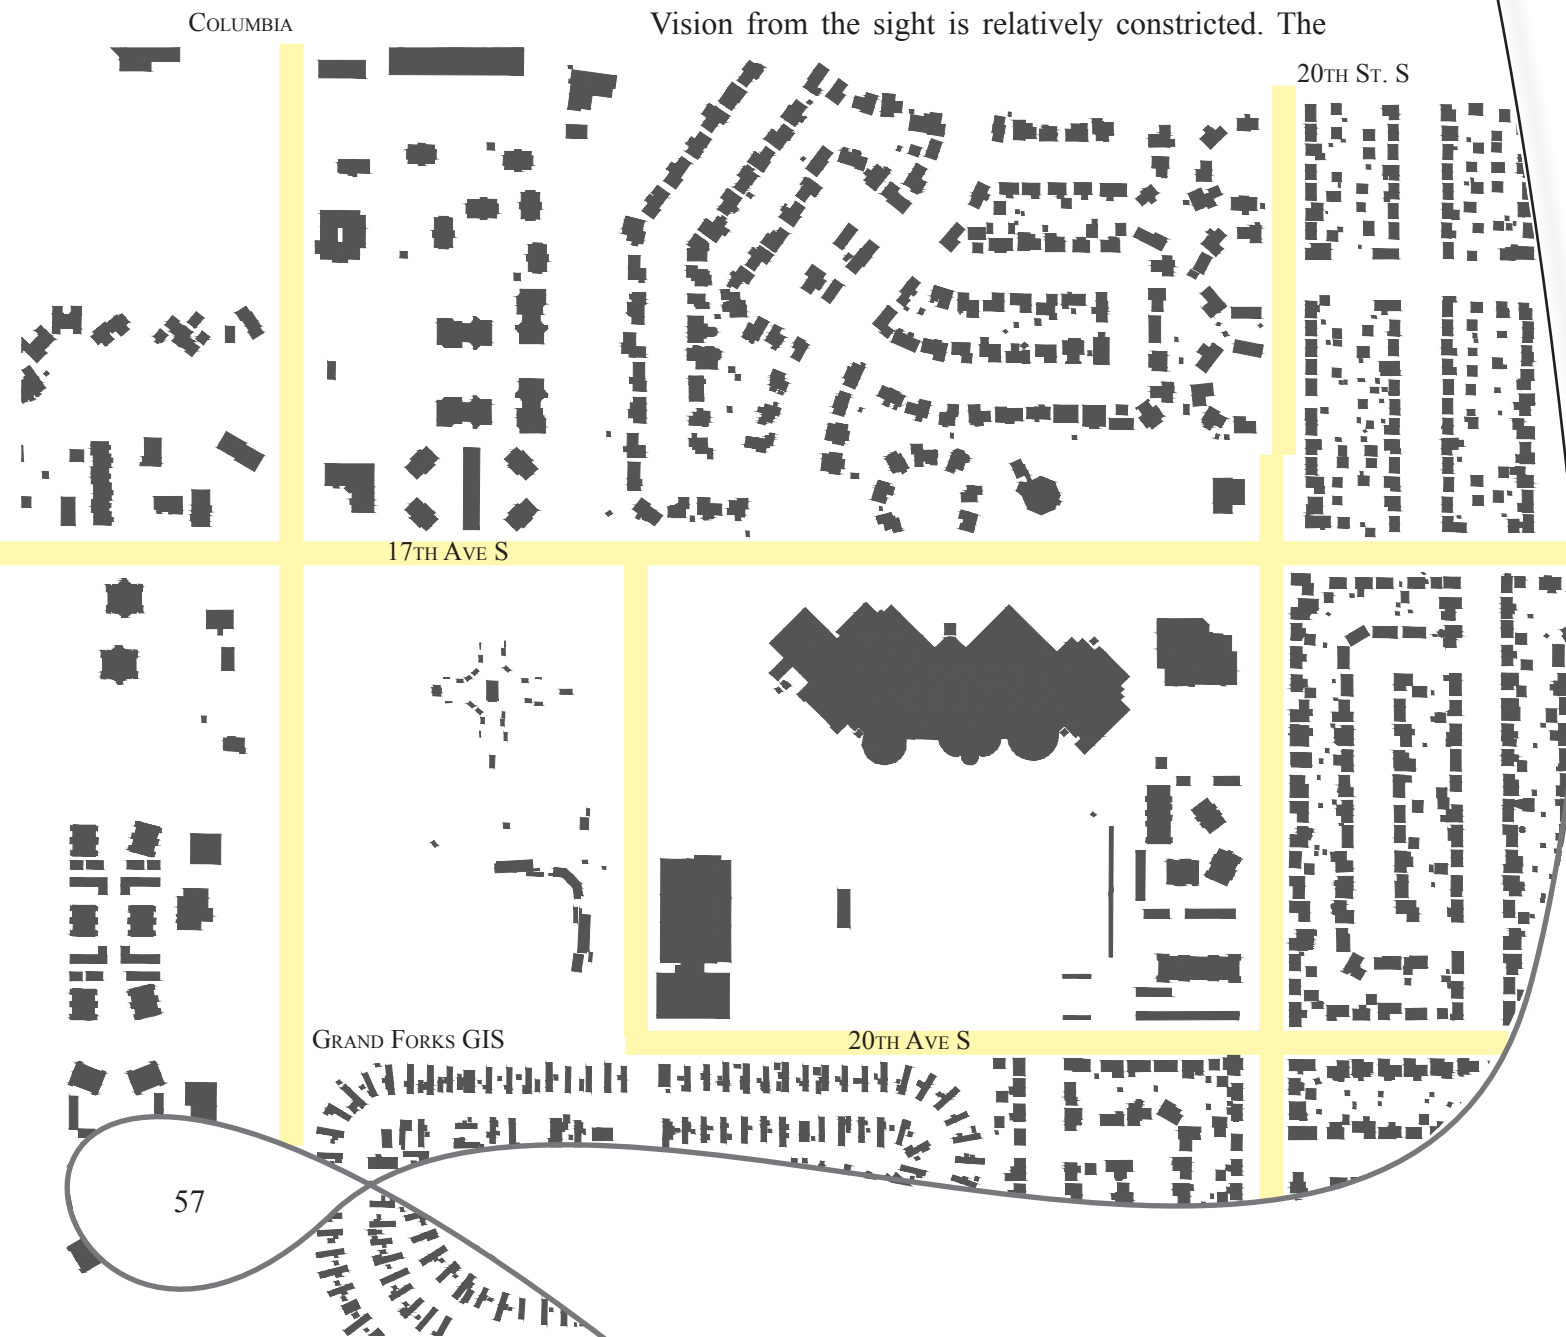 Columbia
Vision from the sight is relatively constricted. The
20th St. S
17th Ave S
Grand Forks GIS
20th Ave S
57